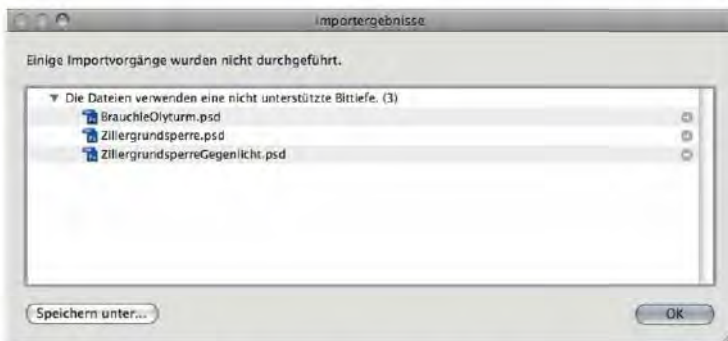 Importergebnisse
Einige Importvorgänge wurden nicht durchgeführt.
Die Dateien verwenden eine nicht unterstützte Bittiefe. (3)
BrauchleOlyturm.psd
Zillergrundsperre.psd
ZillergrundsperreGegenlicht.psd
Speichern unter... OK